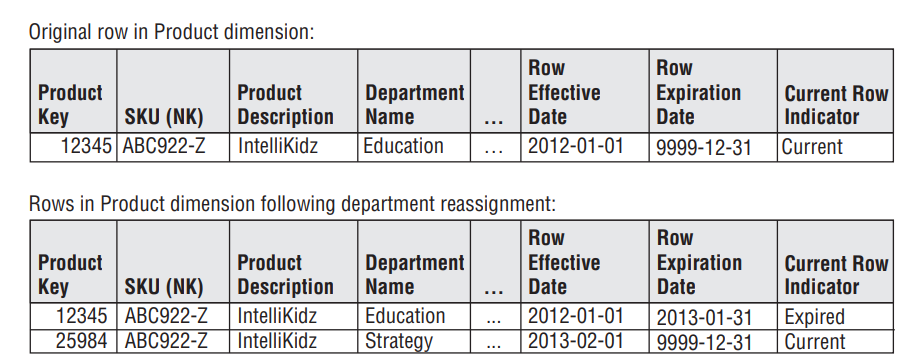 Original row in Product dimension:
Row Row
Product Product Department Effective Expiration Current Row
Key SKU (NK) Description Name ... Date Date Indicator
12345 ABC922-Z IntelliKidz Education ... 2012-01-01 9999-12-31 Current
Rows in Product dimension following department reassignment:
Row Row
Product Product Department Effective Expiration Current Row
Key SKU (NK) Description Name ... Date Date Indicator
12345 ABC922-Z IntelliKidz Education ... 2012-01-01 2013-01-31 Expired
25984 ABC922-Z IntelliKidz Strategy ... 2013-02-01 9999-12-31 Current